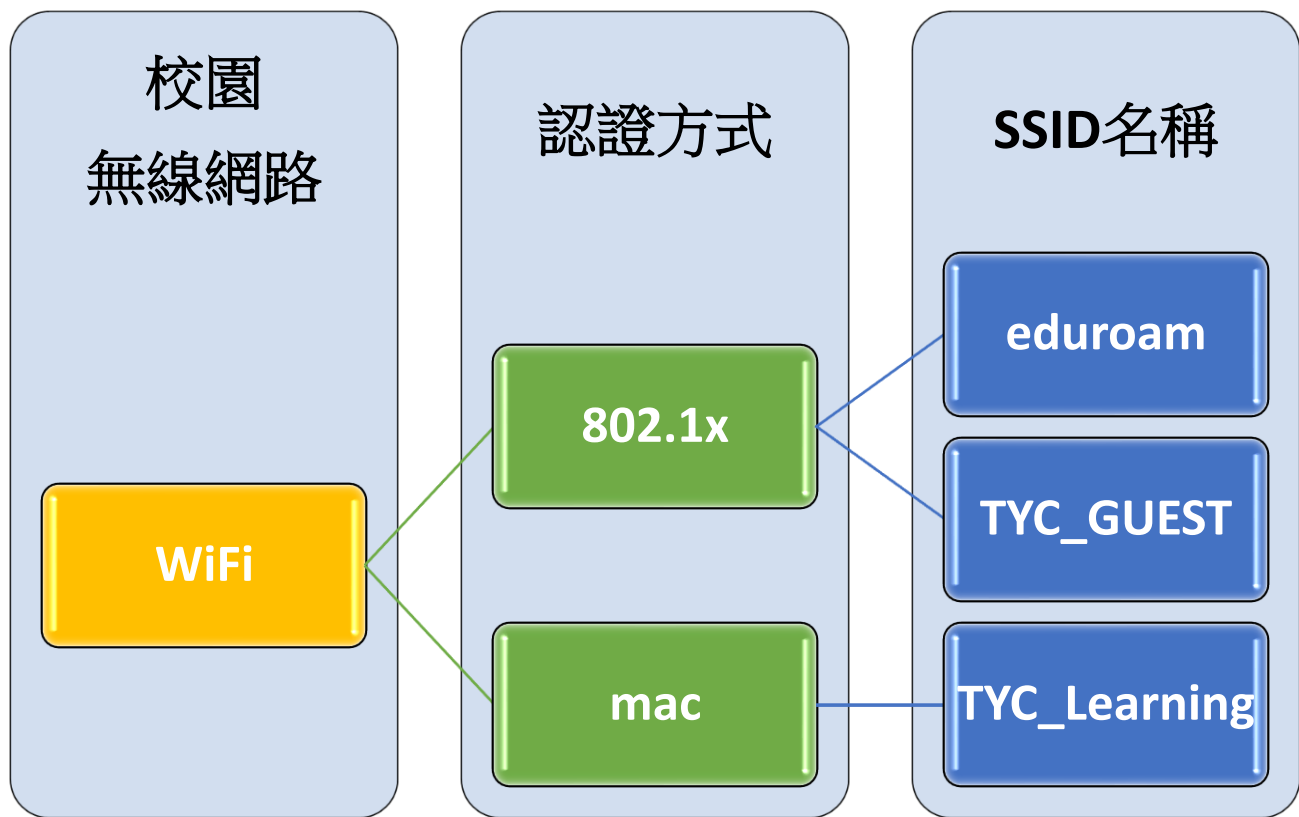 校園
無線網路
認證方式
SSID名稱
WiFi
802.1x
mac
eduroam
TYC_GUEST
TYC_Learning